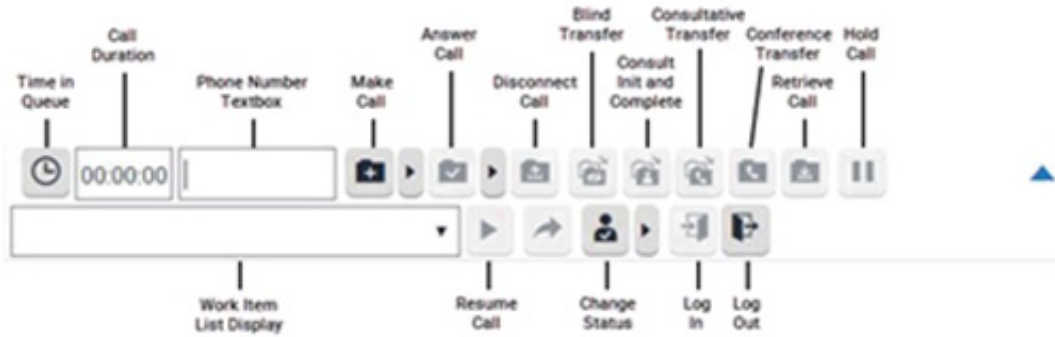 Time in
Queue
Call
Duration
Phone Number
Textbox
Make
Call
Answer
Call
Disconnect
Call
Blind
Transfer
Consult
Init and
Complete
Consultative
Transfer
Conference
Transfer
Retrieve
Call
Hold
Call
00:00:00
Work Item
List Display
Resume
Call
Change
Status
Log
In
Log
Out